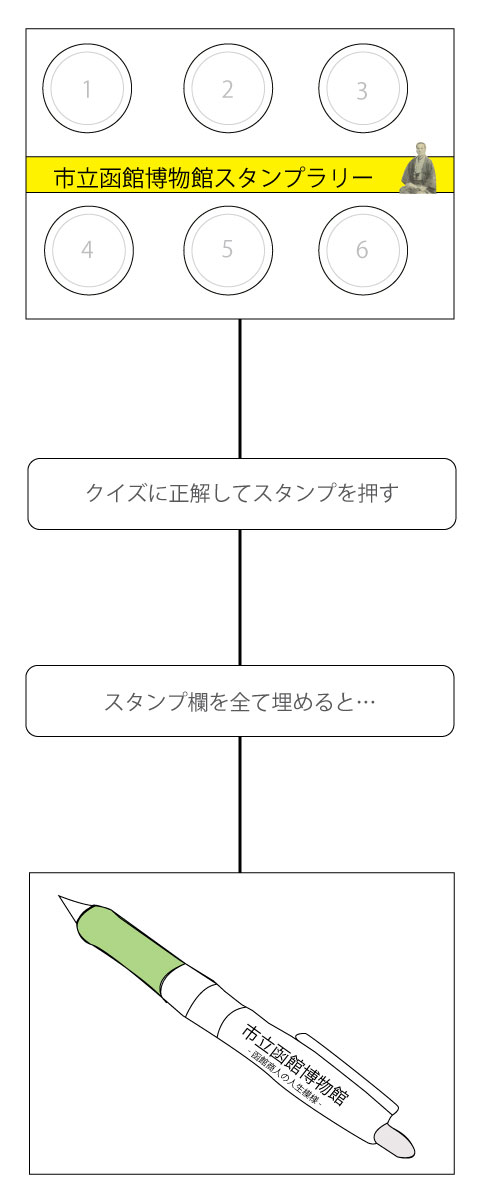 1
2
3
市立函館博物館スタンプラリー
4
5
6
クイズに正解してスタンプを押す
スタンプ欄を全て埋めると…
市立函館博物館
- 函館商人の人生模様 -